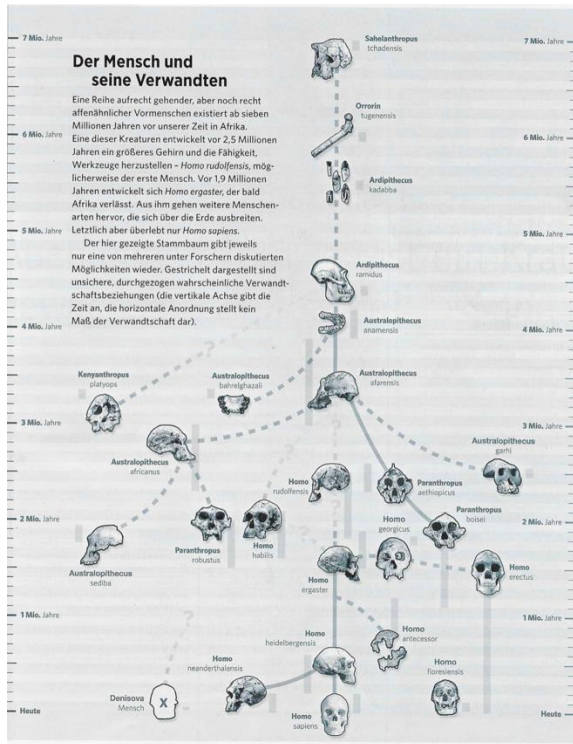 Der Mensch und
seine Verwandten
Eine Reihe aufrecht gehender, aber noch recht
affenähnlicher Vormenschen existiert ab sieben
Millionen Jahren vor unserer Zeit in Afrika.
Eine dieser Kreaturen entwickelt vor 2,5 Millionen
Jahren ein größeres Gehirn und die Fähigkeit,
Werkzeuge herzustellen – Homo rudolfensis, mög-
licherweise der erste Mensch. Vor 1,9 Millionen
Jahren entwickelt sich Homo ergaster, der bald
Afrika verlässt. Aus ihm gehen weitere Menschen-
arten hervor, die sich über die Erde ausbreiten.
Letztlich aber überlebt nur Homo sapiens.
Der hier gezeigte Stammbaum gibt jeweils
nur eine von mehreren unter Forschern diskutierten
Möglichkeiten wieder. Gestrichelt dargestellt sind
unsichere, durchgezogen wahrscheinliche Verwandt-
schaftsbeziehungen (die vertikale Achse gibt die
Zeit an, die horizontale Anordnung stellt kein
Maß der Verwandtschaft dar).
7 Mio. Jahre
7 Mio. Jahre
Sahelanthropus
tchadensis
Orrorin
tugenensis
6 Mio. Jahre
6 Mio. Jahre
Ardipithecus
kadabba
5 Mio. Jahre
5 Mio. Jahre
Ardipithecus
ramidus
4 Mio. Jahre
4 Mio. Jahre
Australopithecus
anamensis
?
Kenyanthropus
platyops
Australopithecus
bahrelghazali
Australopithecus
afarensis
3 Mio. Jahre
3 Mio. Jahre
?
?
Australopithecus
garhi
Australopithecus
africanus
Homo
rudolfensis
Paranthropus
aethiopicus
Paranthropus
boisei
2 Mio. Jahre
2 Mio. Jahre
Homo
georgicus
Paranthropus
robustus
Homo
habilis
Australopithecus
sediba
Homo
ergaster
Homo
erectus
1 Mio. Jahre
1 Mio. Jahre
?
Homo
antecessor
Homo
heidelbergensis
Homo
neanderthalensis
Homo
floresiensis
Denisova
Mensch
X
Homo
sapiens
Heute
Heute